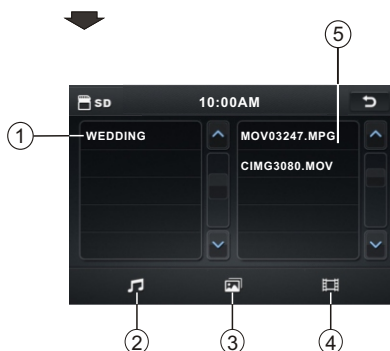 5
SD 10:00AM
1
WEDDING MOV03247.MPG
CIMG3080.MOV
2 3 4